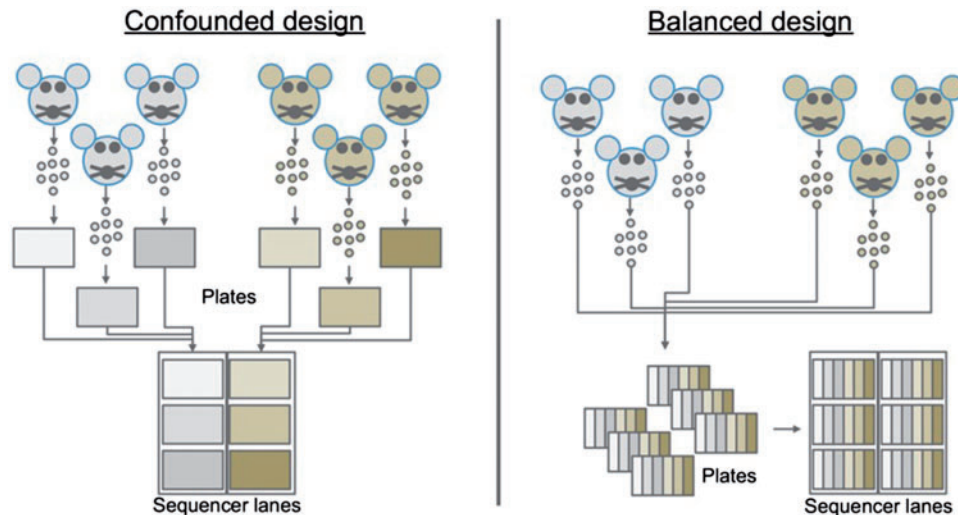 Confounded design
Plates
Sequencer lanes
Balanced design
Plates
Sequencer lanes